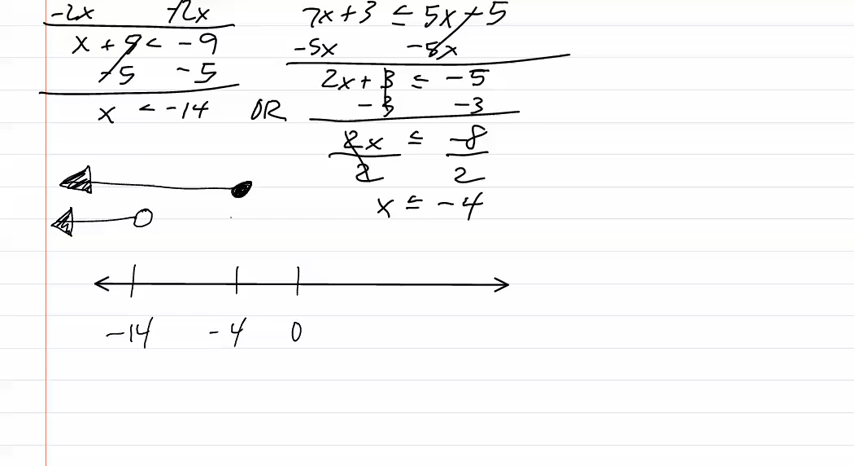 -2x -2x
x + 9 < -9
-5 -5
x < -14 OR
7x + 3 ≤ 5x - 5
-5x -5x
2x + 3 ≤ -5
-3 -3
2x ≤ -8
2 2
x ≤ -4
-14 -4 0